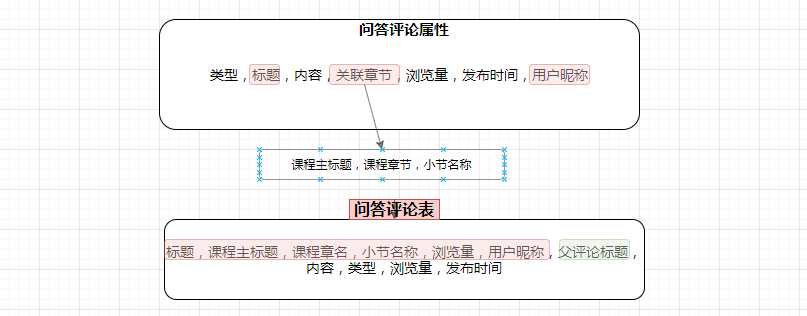 问答评论属性
类型，标题，内容，关联章节，浏览量，发布时间，用户昵称
课程主标题，课程章节，小节名称
问答评论表
标题，课程主标题，课程章名，小节名称，浏览量，用户昵称，父评论标题，
内容，类型，浏览量，发布时间